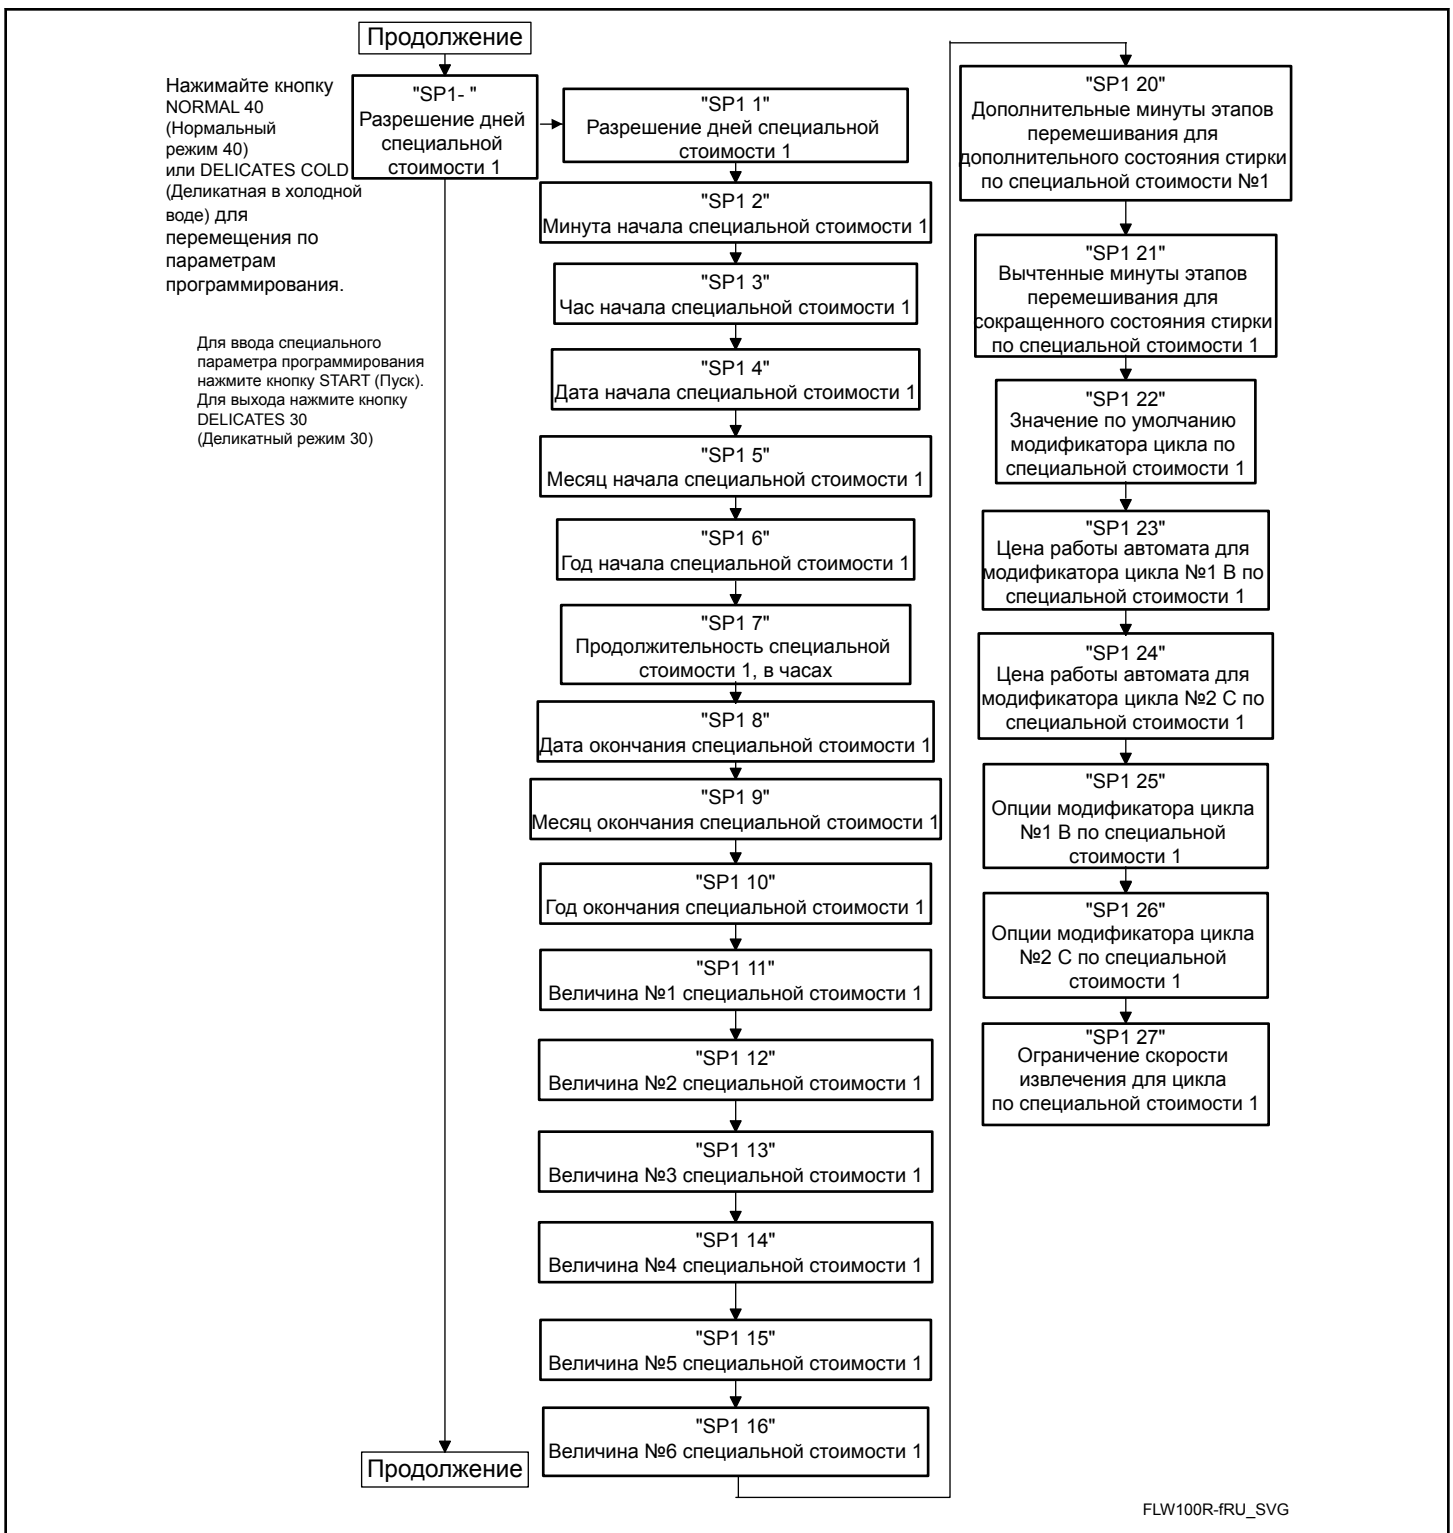 Продолжение
Нажимайте кнопку
NORMAL 40
(Нормальный
режим 40)
или DELICATES COLD
(Деликатная в холодной
воде) для
перемещения по
параметрам
программирования.
Для ввода специального
параметра программирования
нажмите кнопку START (Пуск).
Для выхода нажмите кнопку
DELICATES 30
(Деликатный режим 30)
"SP1- "
Разрешение дней
специальной
стоимости 1
"SP1 1"
Разрешение дней специальной
стоимости 1
"SP1 2"
Минута начала специальной стоимости 1
"SP1 3"
Час начала специальной стоимости 1
"SP1 4"
Дата начала специальной стоимости 1
"SP1 5"
Месяц начала специальной стоимости 1
"SP1 6"
Год начала специальной стоимости 1
"SP1 7"
Продолжительность специальной
стоимости 1, в часах
"SP1 8"
Дата окончания специальной стоимости 1
"SP1 9"
Месяц окончания специальной стоимости 1
"SP1 10"
Год окончания специальной стоимости 1
"SP1 11"
Величина №1 специальной стоимости 1
"SP1 12"
Величина №2 специальной стоимости 1
"SP1 13"
Величина №3 специальной стоимости 1
"SP1 14"
Величина №4 специальной стоимости 1
"SP1 15"
Величина №5 специальной стоимости 1
"SP1 16"
Величина №6 специальной стоимости 1
"SP1 20"
Дополнительные минуты этапов
перемешивания для
дополнительного состояния стирки
по специальной стоимости №1
"SP1 21"
Вычтенные минуты этапов
перемешивания для
сокращенного состояния стирки
по специальной стоимости 1
"SP1 22"
Значение по умолчанию
модификатора цикла по
специальной стоимости 1
"SP1 23"
Цена работы автомата для
модификатора цикла №1 B по
специальной стоимости 1
"SP1 24"
Цена работы автомата для
модификатора цикла №2 C по
специальной стоимости 1
"SP1 25"
Опции модификатора цикла
№1 B по специальной
стоимости 1
"SP1 26"
Опции модификатора цикла
№2 C по специальной
стоимости 1
"SP1 27"
Ограничение скорости
извлечения для цикла
по специальной стоимости 1
Продолжение
FLW100R-fRU_SVG